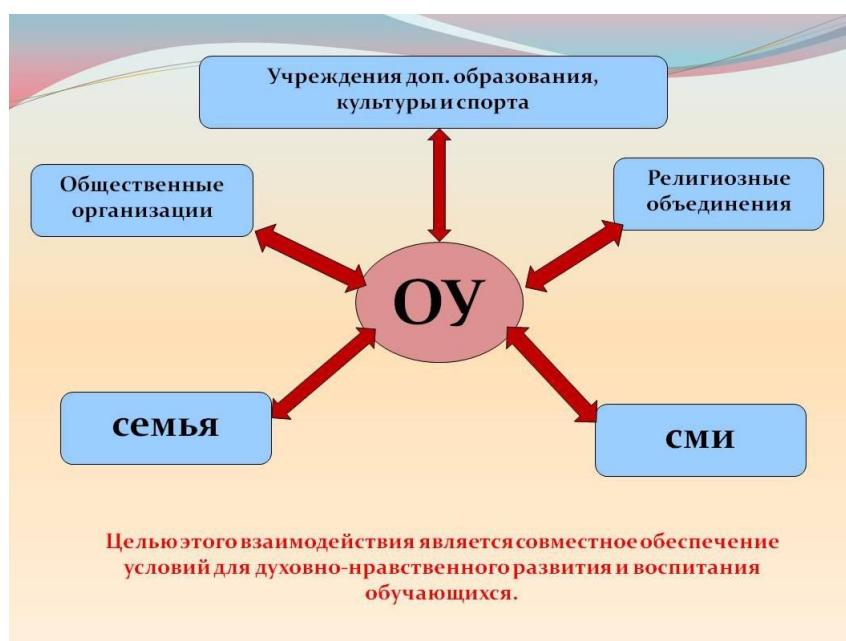 Учреждения доп. образования,
культуры и спорта
Общественные
организации
Религиозные
объединения
ОУ
семья
сми
Целью этого взаимодействия является совместное обеспечение
условий для духовно-нравственного развития и воспитания
обучающихся.